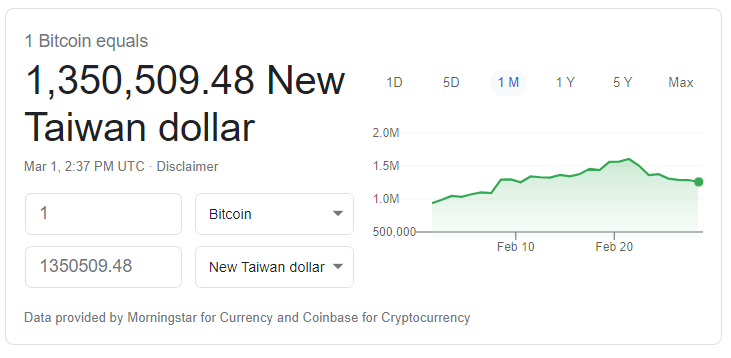 1 Bitcoin equals
1,350,509.48 New
Taiwan dollar
Mar 1, 2:37 PM UTC · Disclaimer
1
Bitcoin
1350509.48
New Taiwan dollar
1D 5D 1 M 1 Y 5 Y Max
2.0M
1.5M
1.0M
500,000
Feb 10 Feb 20
Data provided by Morningstar for Currency and Coinbase for Cryptocurrency